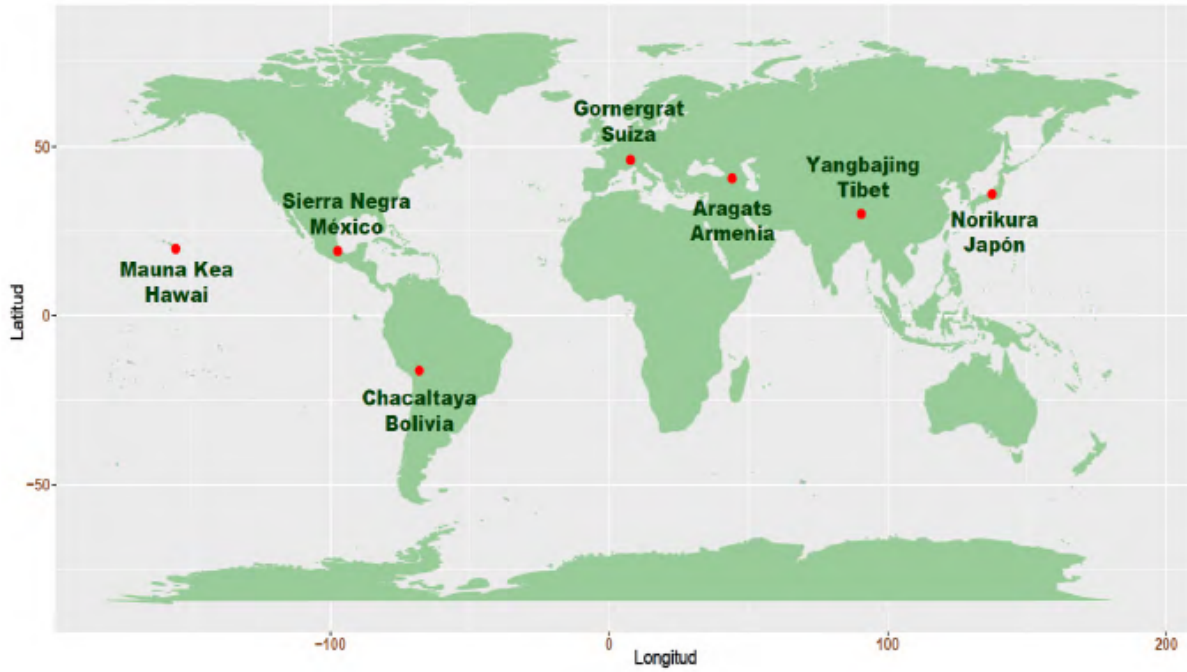 Gornergrat
Suiza
50
Yangbajing
Tibet
Sierra Negra
México
Aragats
Armenia
Norikura
Japón
Mauna Kea
Hawai
Latitud
0
Chacaltaya
Bolivia
−50
−100
0
100
200
Longitud